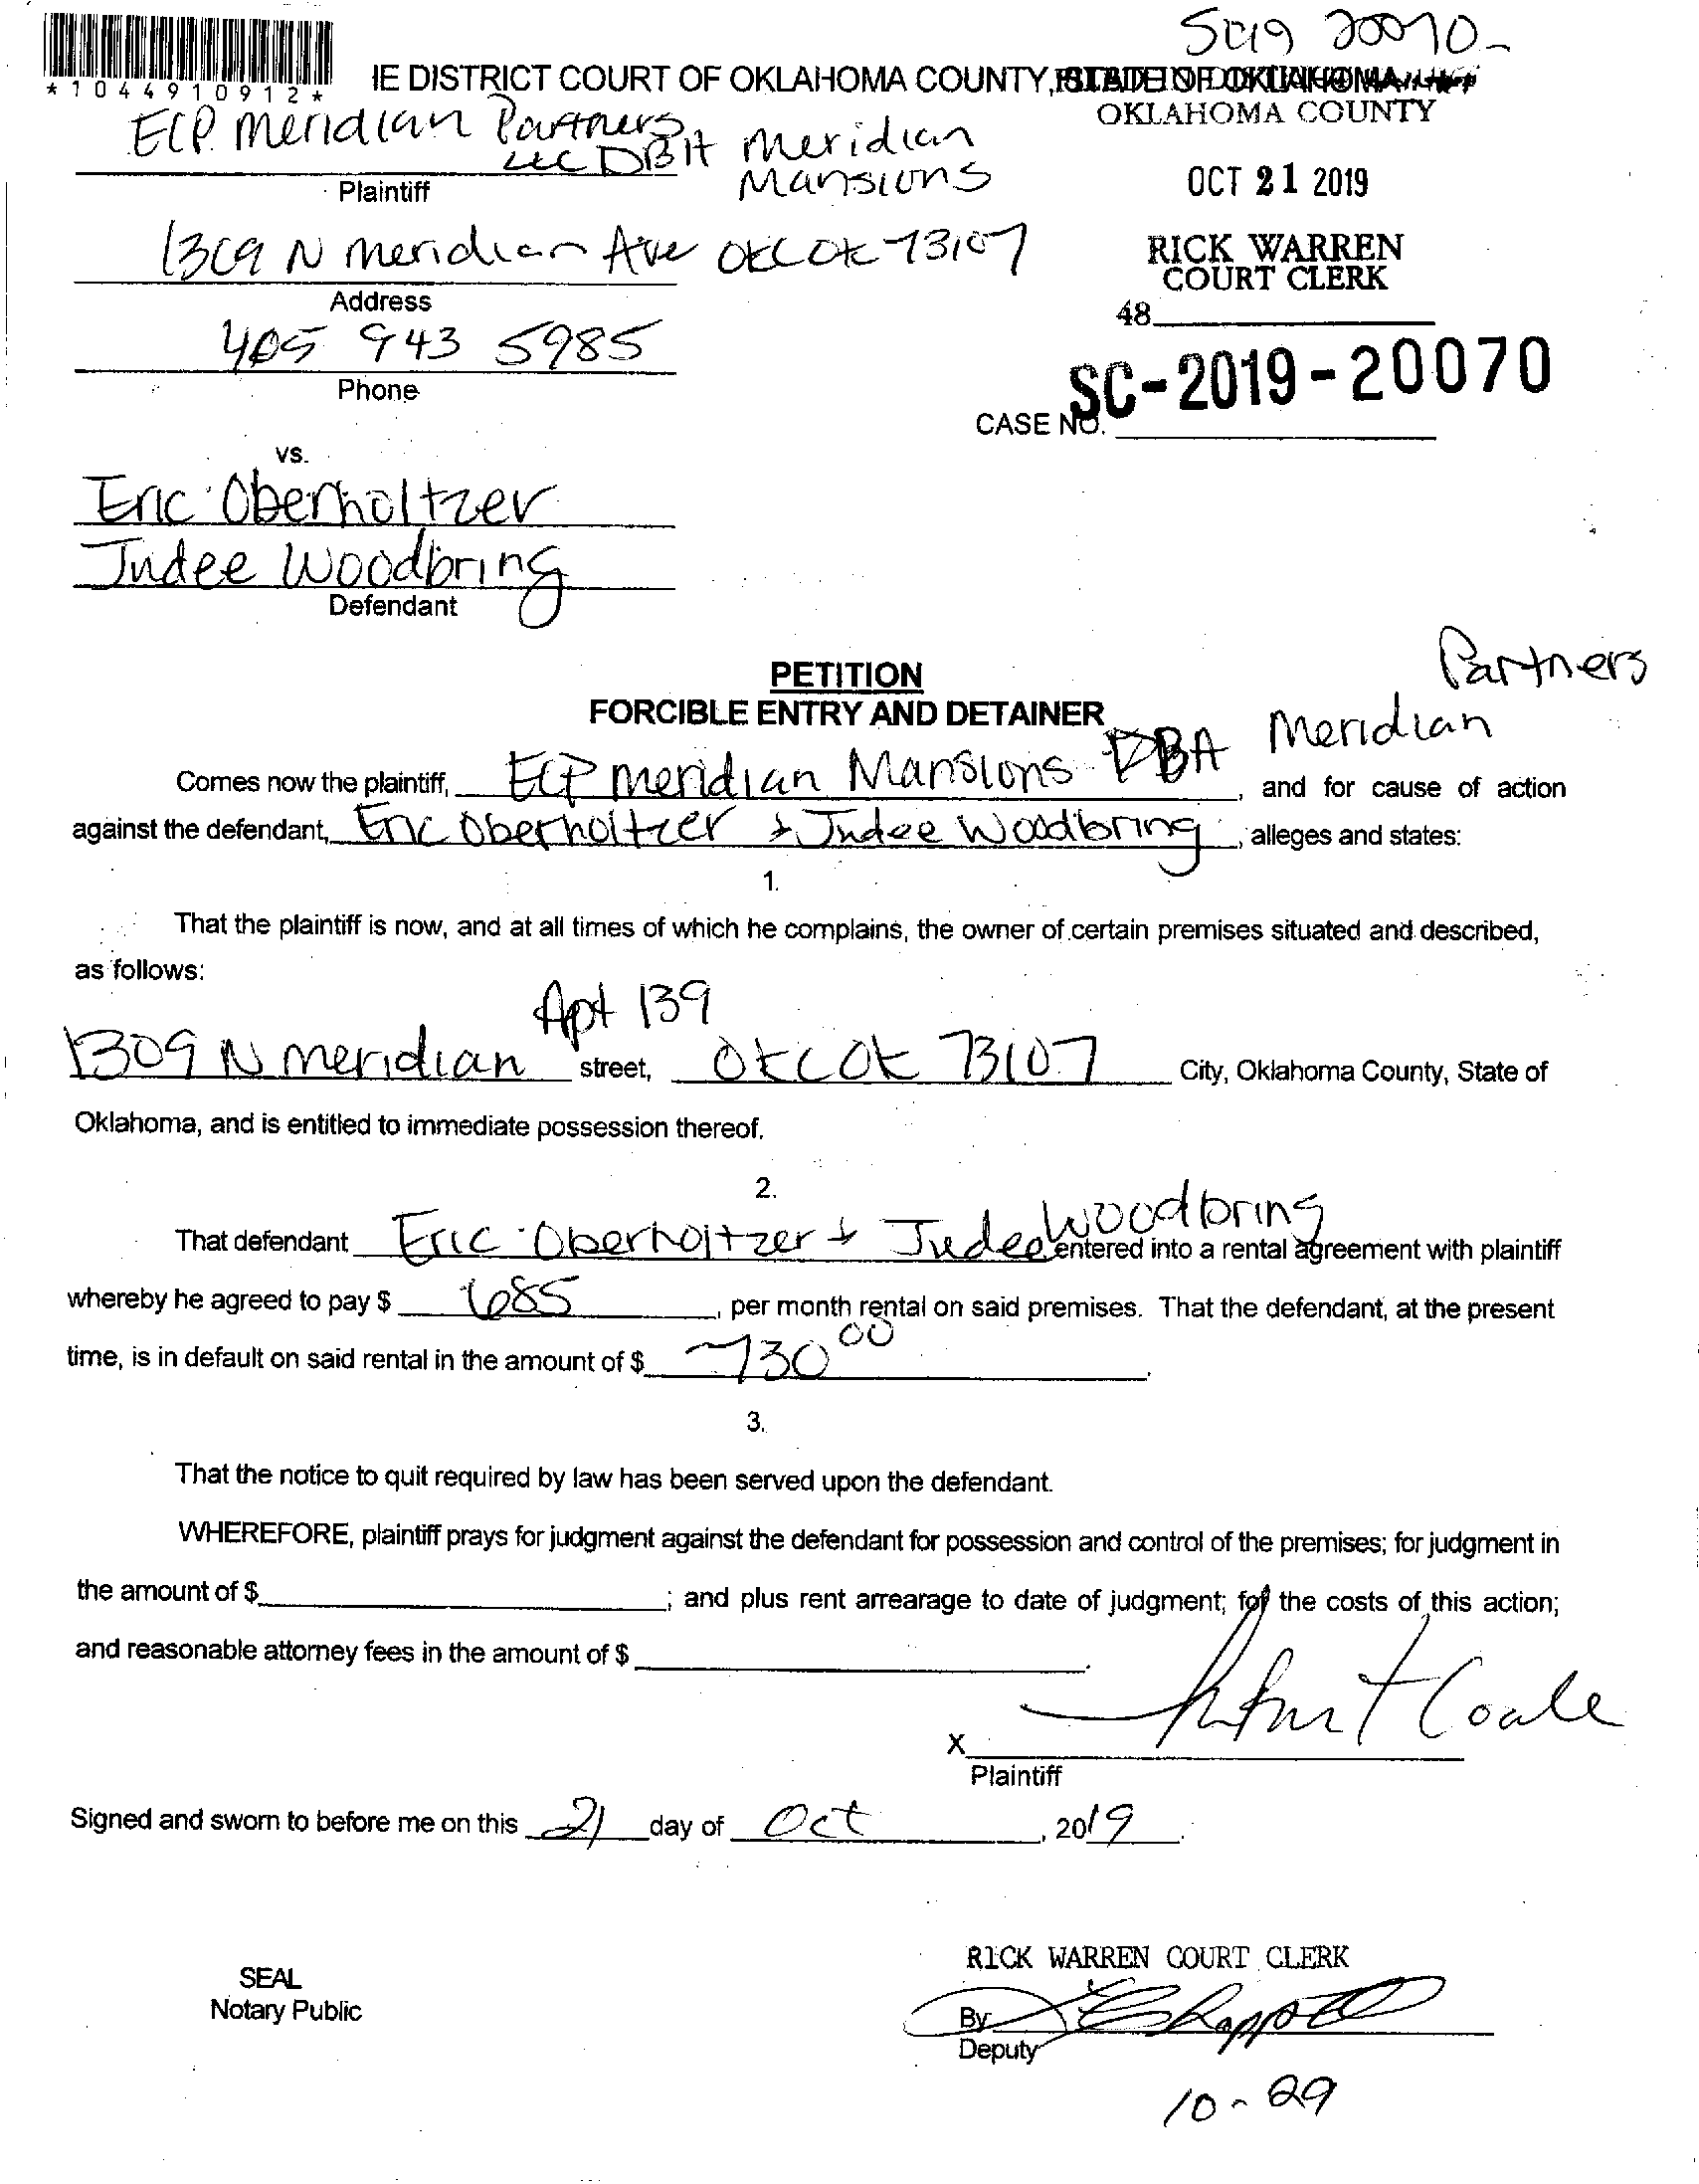 SC19 20070-
*1044910912*
IE DISTRICT COURT OF OKLAHOMA COUNTY,
OKLAHOMA COUNTY
ECP Meridian Partners
LLC DBA Meridian
Mansions
Plaintiff
OCT 21 2019
1309 N Meridian Ave OKC OK 73107
RICK WARREN
COURT CLERK
Address
48
405 943 5985
Phone
SC-2019-20070
CASE NO.
vs.
Eric Oberholtzer
Judee Woodbring
Defendant
PETITION
Partners
FORCIBLE ENTRY AND DETAINER
Meridian
Comes now the plaintiff, ECP Meridian Mansions DBA, and for cause of action
against the defendant, Eric Oberholtzer & Judee Woodbring, alleges and states:
1.
That the plaintiff is now, and at all times of which he complains, the owner of certain premises situated and described,
as follows:
Apt 139
1309 N Meridian street, OKC OK 73107 City, Oklahoma County, State of
Oklahoma, and is entitled to immediate possession thereof.
2.
That defendant Eric Oberholtzer & Judee Woodbring entered into a rental agreement with plaintiff
whereby he agreed to pay $ 685, per month rental on said premises. That the defendant, at the present
time, is in default on said rental in the amount of $ 730 00.
3.
That the notice to quit required by law has been served upon the defendant.
WHEREFORE, plaintiff prays for judgment against the defendant for possession and control of the premises; for judgment in
the amount of $ ; and plus rent arrearage to date of judgment; for the costs of this action;
and reasonable attorney fees in the amount of $ .
X Coale
Plaintiff
Signed and sworn to before me on this 21 day of Oct, 2019.
RICK WARREN COURT CLERK
SEAL
Notary Public
By
Deputy
10-29